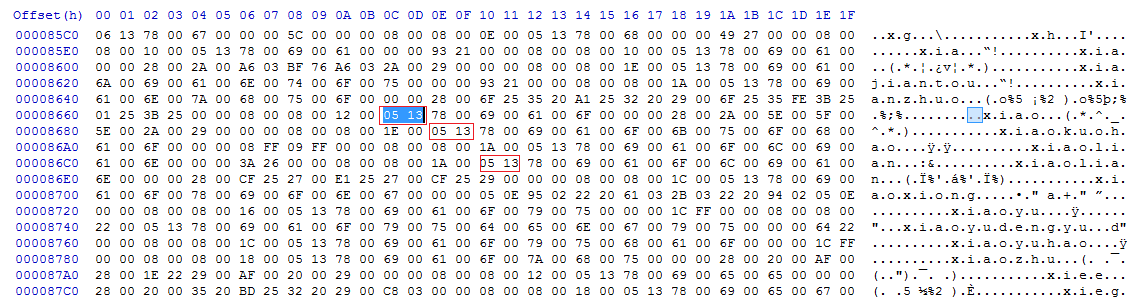 Offset(h) 00 01 02 03 04 05 06 07 08 09 0A 0B 0C 0D 0E 0F 10 11 12 13 14 15 16 17 18 19 1A 1B 1C 1D 1E 1F
000085C0 06 13 78 00 67 00 00 00 5C 00 00 00 08 00 08 00 0E 00 05 13 78 00 68 00 00 00 49 27 00 00 08 00 ..x.g...\...........x.h...I'....
000085E0 08 00 10 00 05 13 78 00 69 00 61 00 00 00 93 21 00 00 08 00 08 00 10 00 05 13 78 00 69 00 61 00 ......x.i.a...“!..........x.i.a.
00008600 00 00 28 00 2A 00 A6 03 BF 76 A6 03 2A 00 29 00 00 00 08 00 08 00 1E 00 05 13 78 00 69 00 61 00 ..(.*.¦.¿v¦.*.)...........x.i.a.
00008620 6A 00 69 00 61 00 6E 00 74 00 6F 00 75 00 00 00 93 21 00 00 08 00 08 00 1A 00 05 13 78 00 69 00 j.i.a.n.t.o.u...“!..........x.i.
00008640 61 00 6E 00 7A 00 68 00 75 00 6F 00 00 00 28 00 6F 25 35 20 A1 25 32 20 29 00 6F 25 35 FE 3B 25 a.n.z.h.u.o...(.o%5 ¡%2 ).o%5þ;%
00008660 01 25 3B 25 00 00 08 00 08 00 12 00 05 13 78 00 69 00 61 00 6F 00 00 00 28 00 2A 00 5E 00 5F 00 .%;%..........x.i.a.o...(.*.^._.
00008680 5E 00 2A 00 29 00 00 00 08 00 08 00 1E 00 05 13 78 00 69 00 61 00 6F 00 6B 00 75 00 6F 00 68 00 ^.*.)...........x.i.a.o.k.u.o.h.
000086A0 61 00 6F 00 00 00 08 FF 09 FF 00 00 08 00 08 00 1A 00 05 13 78 00 69 00 61 00 6F 00 6C 00 69 00 a.o....ÿ.ÿ..........x.i.a.o.l.i.
000086C0 61 00 6E 00 00 00 3A 26 00 00 08 00 08 00 1A 00 05 13 78 00 69 00 61 00 6F 00 6C 00 69 00 61 00 a.n...:&..........x.i.a.o.l.i.a.
000086E0 6E 00 00 00 28 00 CF 25 27 00 E1 25 27 00 CF 25 29 00 00 00 08 00 08 00 1C 00 05 13 78 00 69 00 n...(.Ï%'.á%'.Ï%)...........x.i.
00008700 61 00 6F 00 78 00 69 00 6F 00 6E 00 67 00 00 00 05 0E 95 02 22 20 61 03 2B 03 22 20 94 02 05 0E a.o.x.i.o.n.g.....•." a.+." ”...
00008720 00 00 08 00 08 00 16 00 05 13 78 00 69 00 61 00 6F 00 79 00 75 00 00 00 1C FF 00 00 08 00 08 00 ..........x.i.a.o.y.u....ÿ......
00008740 22 00 05 13 78 00 69 00 61 00 6F 00 79 00 75 00 64 00 65 00 6E 00 67 00 79 00 75 00 00 00 64 22 "...x.i.a.o.y.u.d.e.n.g.y.u...d"
00008760 00 00 08 00 08 00 1C 00 05 13 78 00 69 00 61 00 6F 00 79 00 75 00 68 00 61 00 6F 00 00 00 1C FF ..........x.i.a.o.y.u.h.a.o....ÿ
00008780 00 00 08 00 08 00 18 00 05 13 78 00 69 00 61 00 6F 00 7A 00 68 00 75 00 00 00 28 00 20 00 AF 00 ..........x.i.a.o.z.h.u...(. .¯.
000087A0 28 00 1E 22 29 00 AF 00 20 00 29 00 00 00 08 00 08 00 12 00 05 13 78 00 69 00 65 00 65 00 00 00 (..").¯. .)...........x.i.e.e...
000087C0 28 00 20 00 35 20 BD 25 32 20 29 00 C8 03 00 00 08 00 08 00 18 00 05 13 78 00 69 00 65 00 67 00 (. .5 ½%2 ).È...........x.i.e.g.